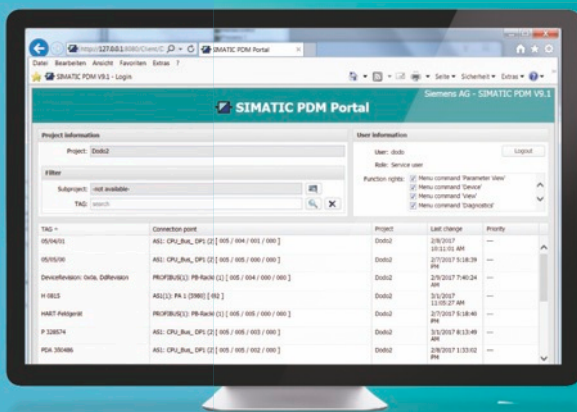 http://127.0.0.1:8080/Client/C
SIMATIC PDM Portal
Datei Bearbeiten Ansicht Favoriten Extras ?
SIMATIC PDM V9.1 - Login
Seite Sicherheit Extras
Siemens AG - SIMATIC PDM V9.1
SIMATIC PDM Portal
Project information
Project: Dodo2
Filter
Subproject: -not available-
TAG: search
User information
User: dodo
Logout
Role: Service user
Function rights: Menu command 'Parameter View'
Menu command 'Device'
Menu command 'View'
Menu command 'Diagnostics'
TAG Connection point Project Last change Priority
05/04/01 AS1: CPU_Bus_ DP1 (2) [ 005 / 004 / 001 / 000 ] Dodo2 2/8/2017 10:11:01 AM ---
05/05/00 AS1: CPU_Bus_ DP1 (2) [ 005 / 005 / 000 / 000 ] Dodo2 2/7/2017 5:18:39 PM ---
DeviceRevision: 0x0a, DdRevision PROFIBUS(1): PB-Rackl (1) [ 005 / 004 / 000 / 000 ] Dodo2 2/9/2017 7:40:24 AM ---
H 0815 AS1(1): PA 1 (3980) [ 02 ] Dodo2 3/1/2017 11:05:27 AM ---
HART-Feldgerät PROFIBUS(1): PB-Rackl (1) [ 005 / 005 / 000 / 000 ] Dodo2 2/7/2017 5:18:40 PM ---
P 328574 AS1: CPU_Bus_ DP1 (2) [ 005 / 005 / 003 / 000 ] Dodo2 3/1/2017 8:13:49 AM ---
PDA 350486 AS1: CPU_Bus_ DP1 (2) [ 005 / 005 / 002 / 000 ] Dodo2 2/8/2017 1:33:02 PM ---